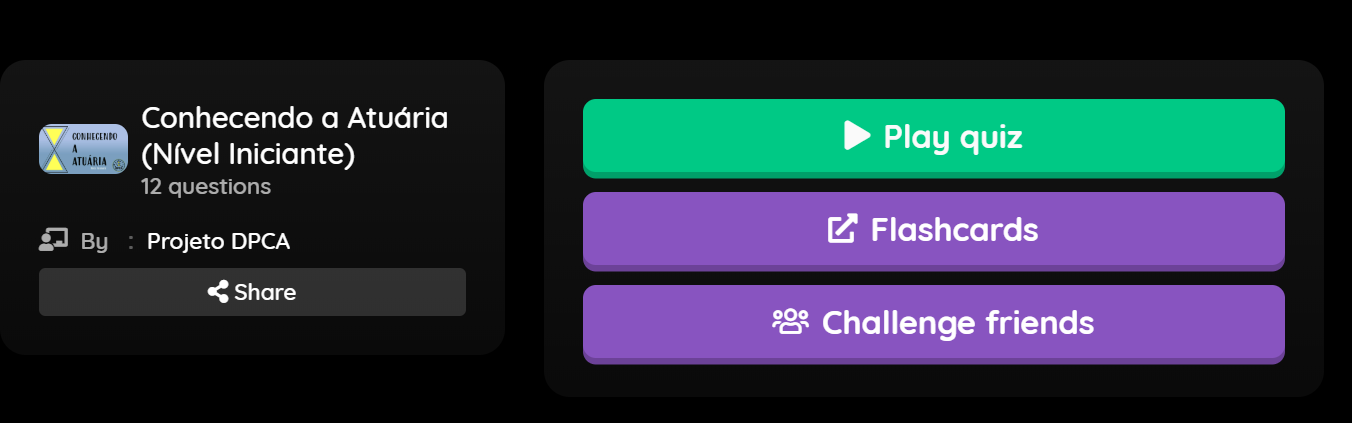 Conhecendo a Atuária
(Nível Iniciante)
12 questions
CONHECENDO
A
ATUÁRIA
By : Projeto DPCA
Share
Play quiz
Flashcards
Challenge friends